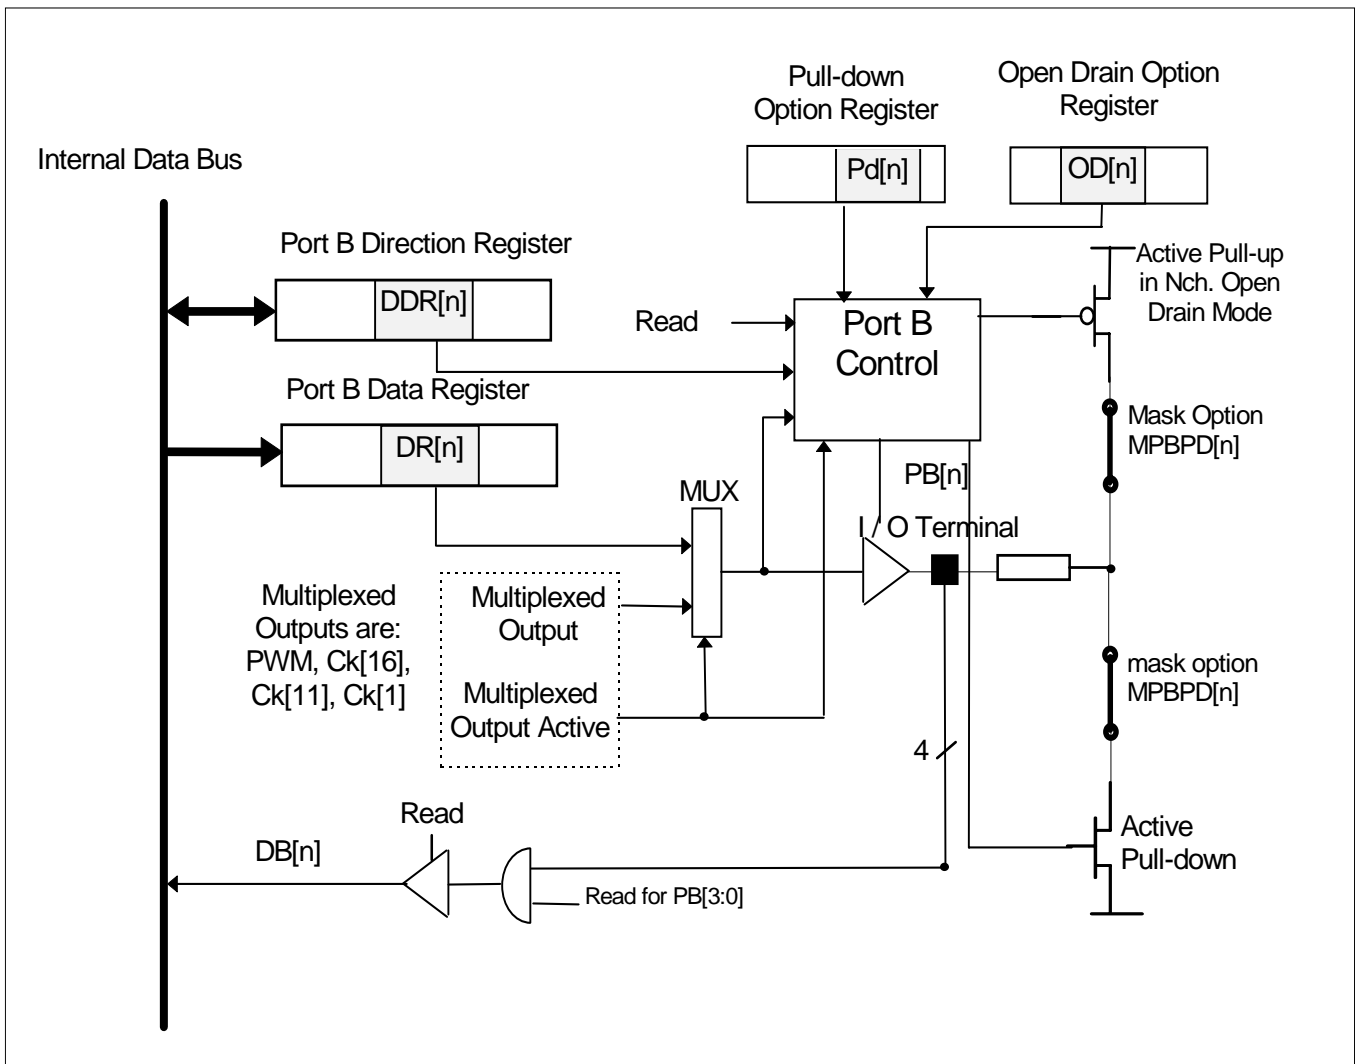 Pull-down
Option Register
Open Drain Option
Register
Internal Data Bus
Pd[n]
OD[n]
Port B Direction Register
DDR[n]
Active Pull-up
in Nch. Open
Drain Mode
Read
Port B
Control
Port B Data Register
DR[n]
Mask Option
MPBPD[n]
MUX
PB[n]
I / O Terminal
Multiplexed
Outputs are:
PWM, Ck[16],
Ck[11], Ck[1]
Multiplexed
Output
Multiplexed
Output Active
mask option
MPBPD[n]
4
Read
DB[n]
Read for PB[3:0]
Active
Pull-down